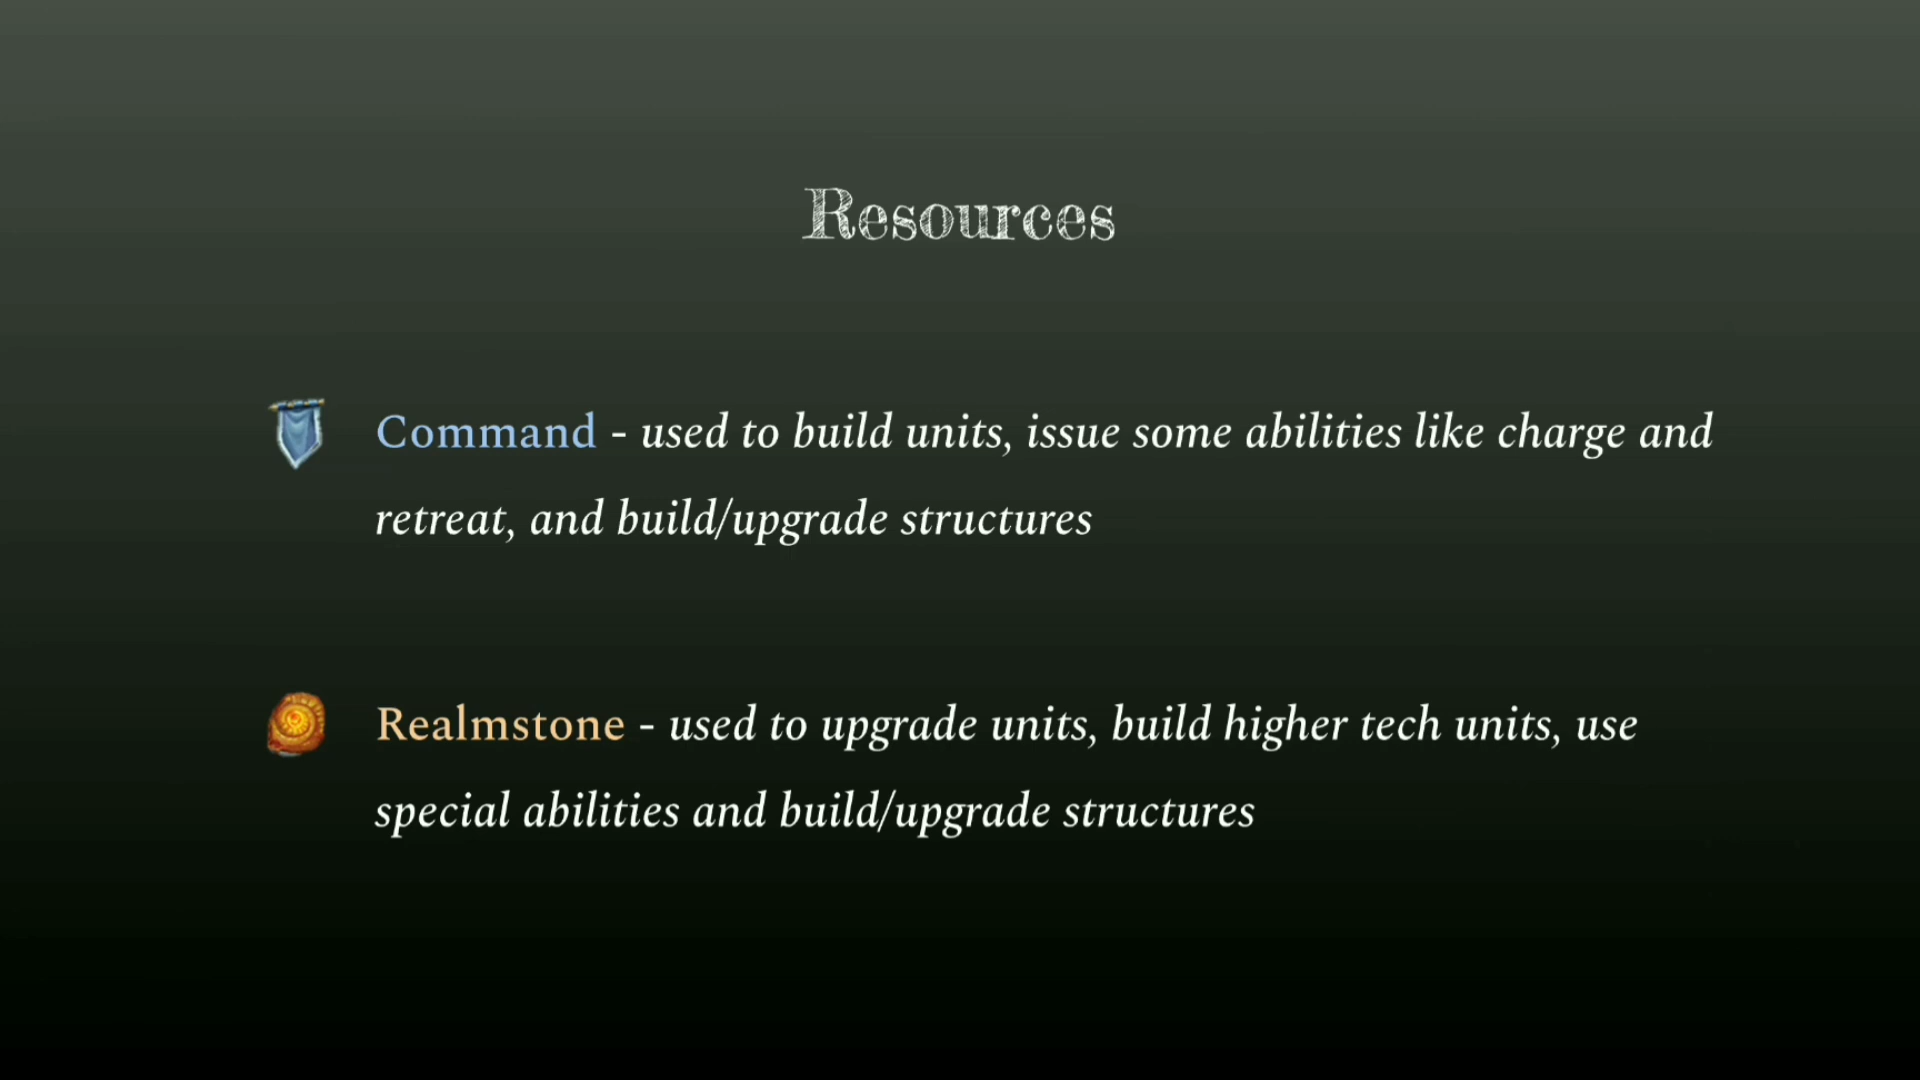 Resources
Command - used to build units, issue some abilities like charge and
retreat, and build/upgrade structures
Realmstone - used to upgrade units, build higher tech units, use
special abilities and build/upgrade structures